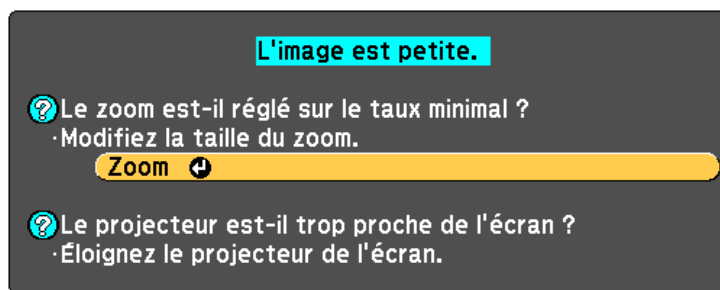 L'image est petite.
Le zoom est-il réglé sur le taux minimal ?
·Modifiez la taille du zoom.
Zoom
Le projecteur est-il trop proche de l'écran ?
·Éloignez le projecteur de l'écran.